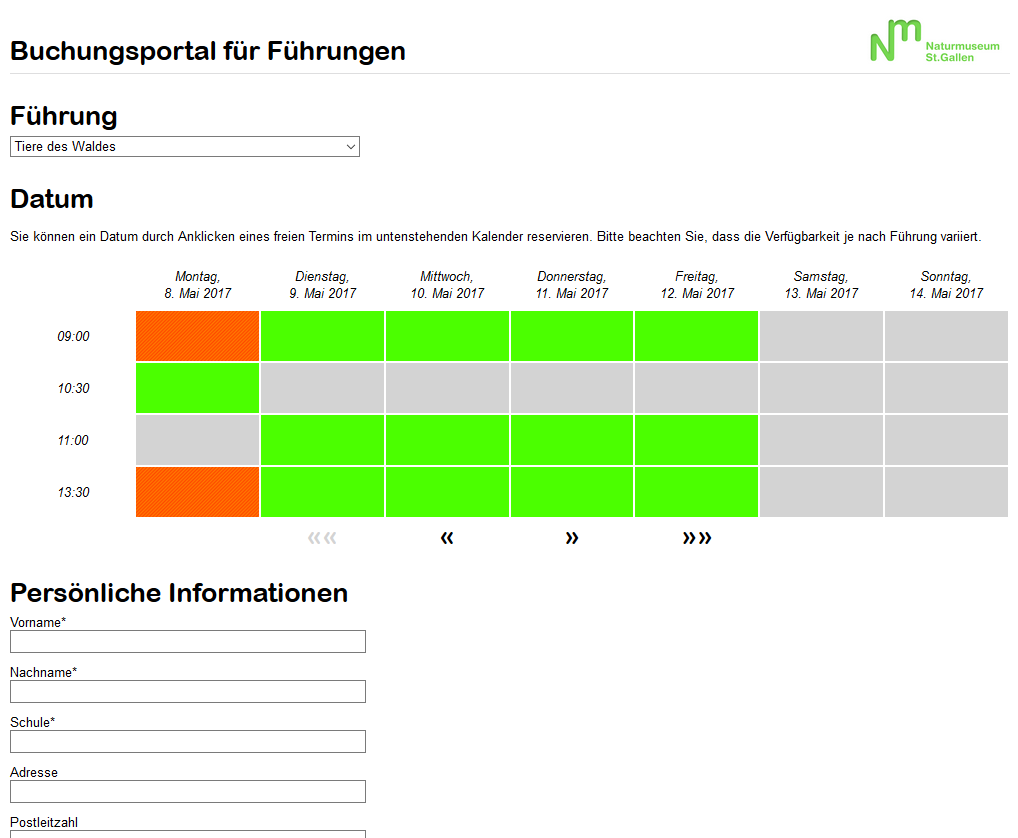 Buchungsportal für Führungen
Nm Naturmuseum
St.Gallen
Führung
Tiere des Waldes
Datum
Sie können ein Datum durch Anklicken eines freien Termins im untenstehenden Kalender reservieren. Bitte beachten Sie, dass die Verfügbarkeit je nach Führung variiert.
Montag, Dienstag, Mittwoch, Donnerstag, Freitag, Samstag, Sonntag,
8. Mai 2017 9. Mai 2017 10. Mai 2017 11. Mai 2017 12. Mai 2017 13. Mai 2017 14. Mai 2017
09:00
10:30
11:00
13:30
«« « » »»
Persönliche Informationen
Vorname*
Nachname*
Schule*
Adresse
Postleitzahl